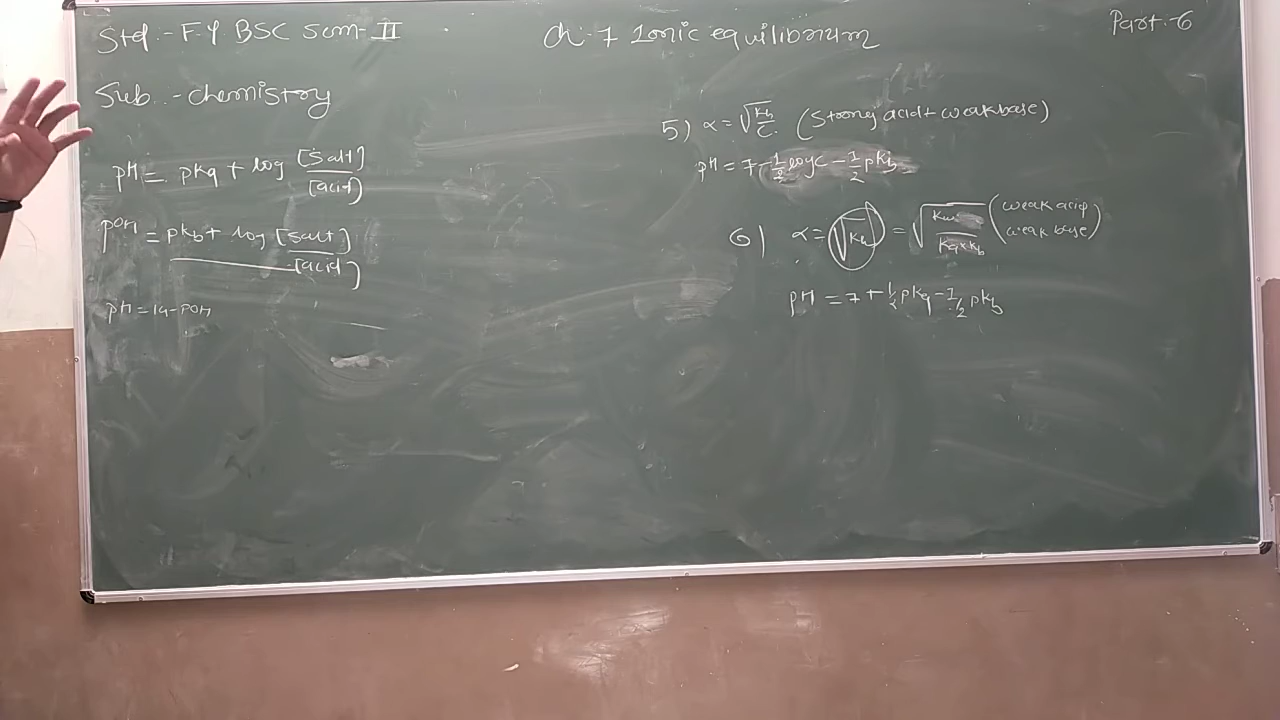 Std :- F.Y. BSC Sem-II
Ch-7 Ionic equilibrium
Part-6
Sub. :- chemistry
pH = pka + log [salt]/[acid]
pOH = pkb + log [salt]/[acid]
pH = 14 - POH
5) α = √kh/C. (Strong acid + weak base)
pH = 7 - 1/2 logC - 1/2 pkb
6) α = √kh = √kw/ka×kb (weak acid weak base)
pH = 7 + 1/2 pka - 1/2 pkb